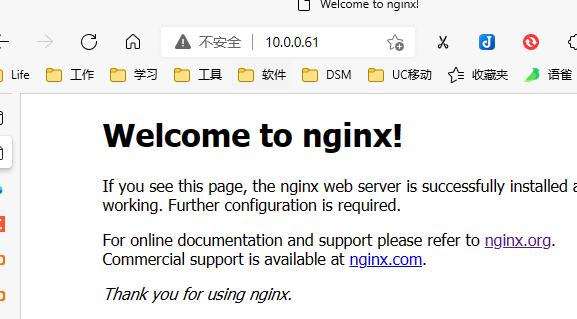 Welcome to nginx!
不安全 10.0.0.61
Life 工作 学习 工具 软件 DSM UC移动 收藏夹 语雀
Welcome to nginx!
If you see this page, the nginx web server is successfully installed a
working. Further configuration is required.
For online documentation and support please refer to nginx.org.
Commercial support is available at nginx.com.
Thank you for using nginx.